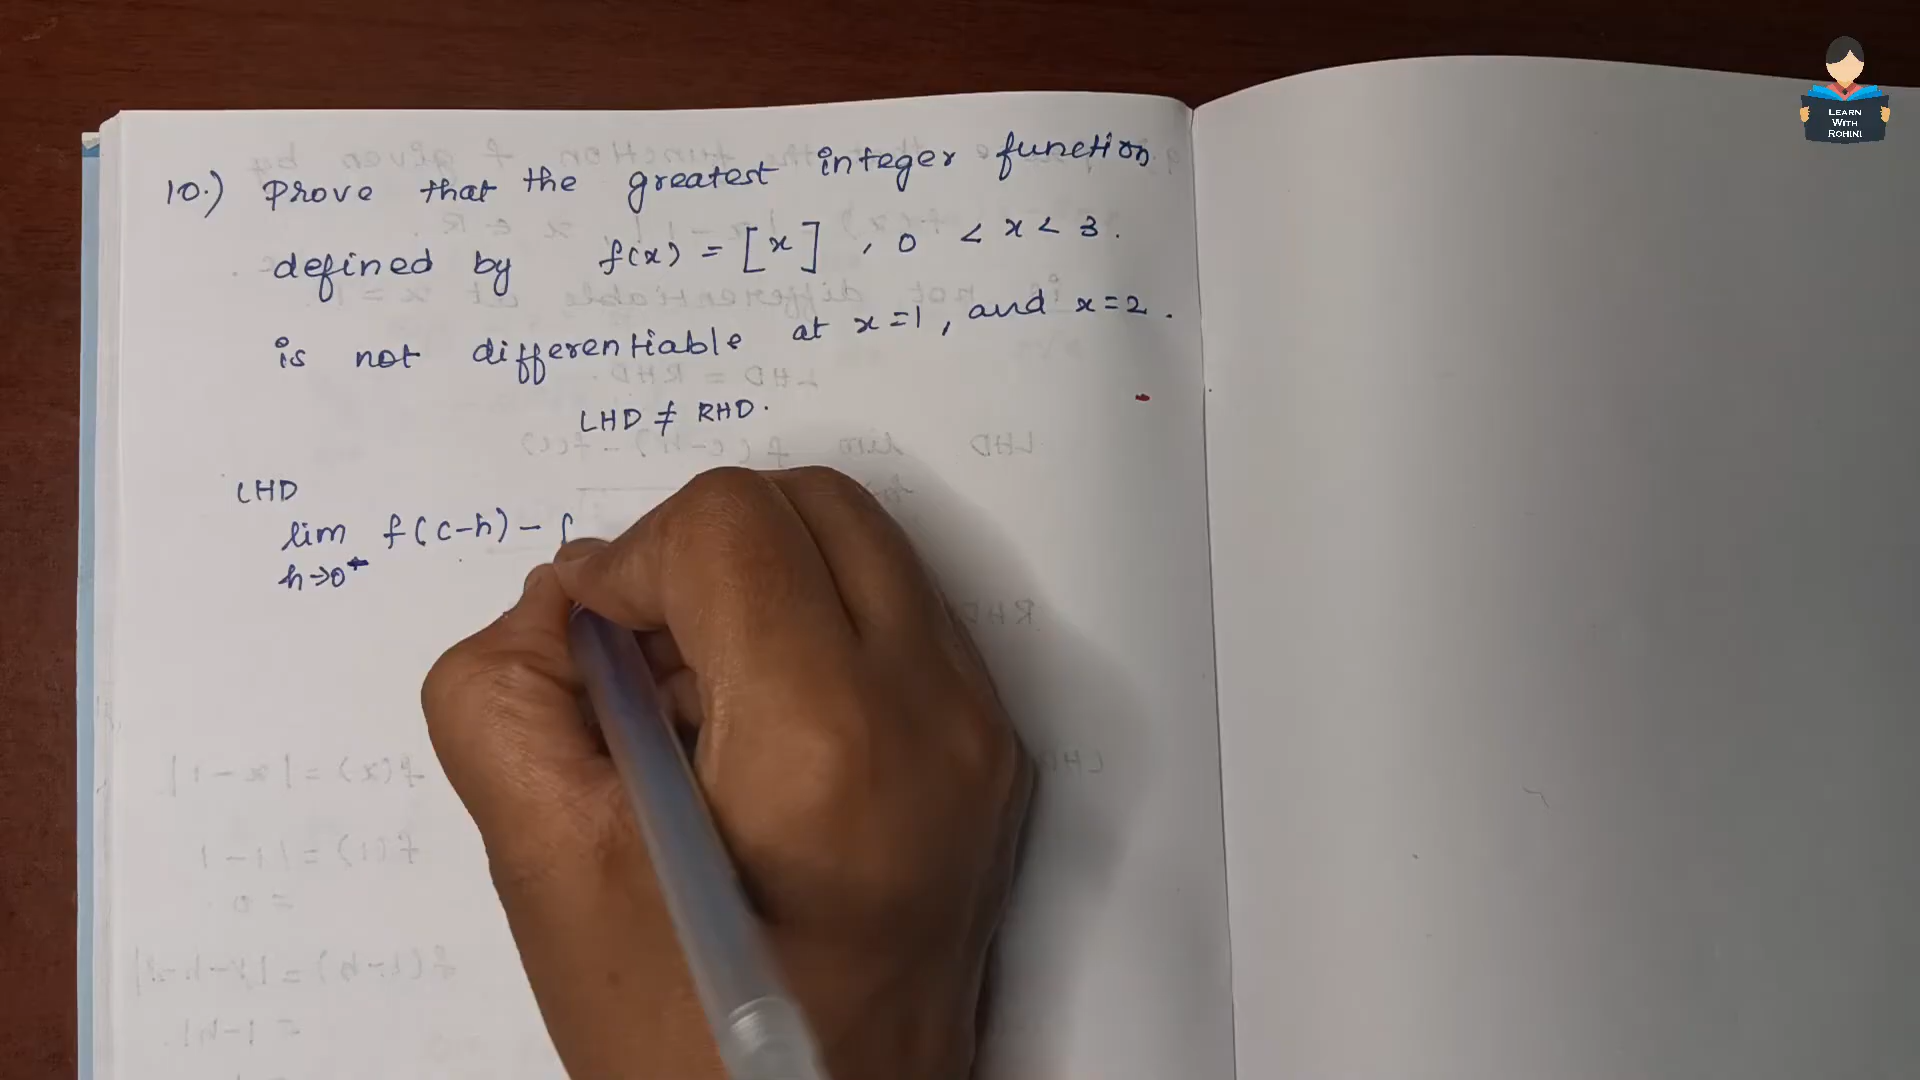 10.) Prove that the greatest integer function
defined by f(x) = [x] , 0 < x < 3 .
is not differentiable at x=1, and x=2 .
LHD ≠ RHD.
LHD
lim f(c-h) - f
h→0
LEARN
WITH
ROHINI